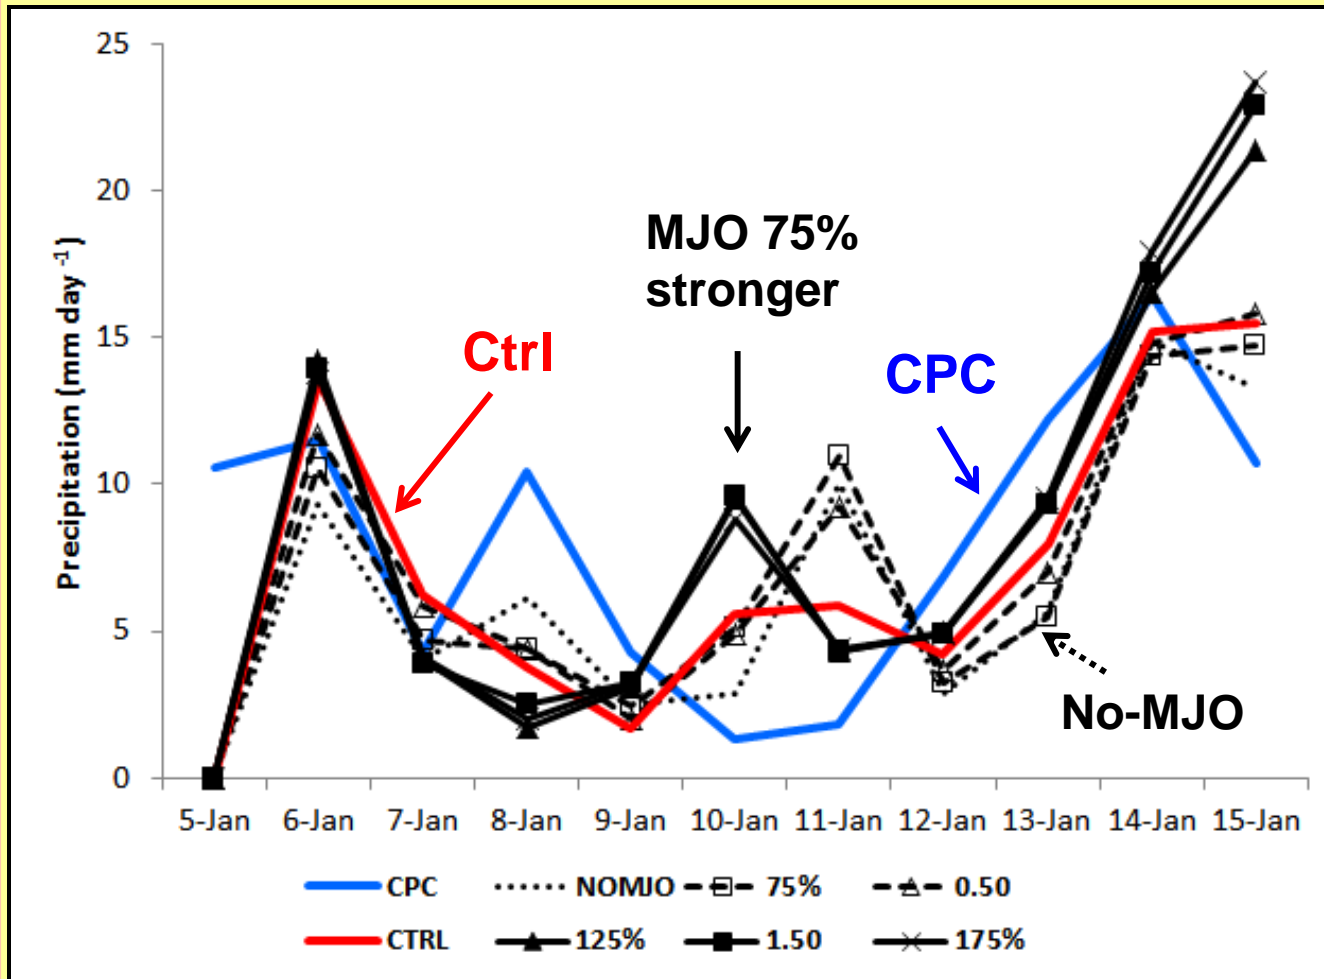 25
20
15
10
5
0
Precipitation (mm day -1)
MJO 75%
stronger
Ctrl
CPC
No-MJO
5-Jan 6-Jan 7-Jan 8-Jan 9-Jan 10-Jan 11-Jan 12-Jan 13-Jan 14-Jan 15-Jan
CPC NOMJO 75% 0.50
CTRL 125% 1.50 175%